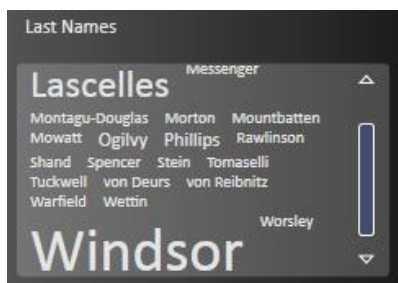 Last Names
Lascelles Messenger
Montagu-Douglas Morton Mountbatten
Mowatt Ogilvy Phillips Rawlinson
Shand Spencer Stein Tomaselli
Tuckwell von Deurs von Reibnitz
Warfield Wettin
Windsor Worsley